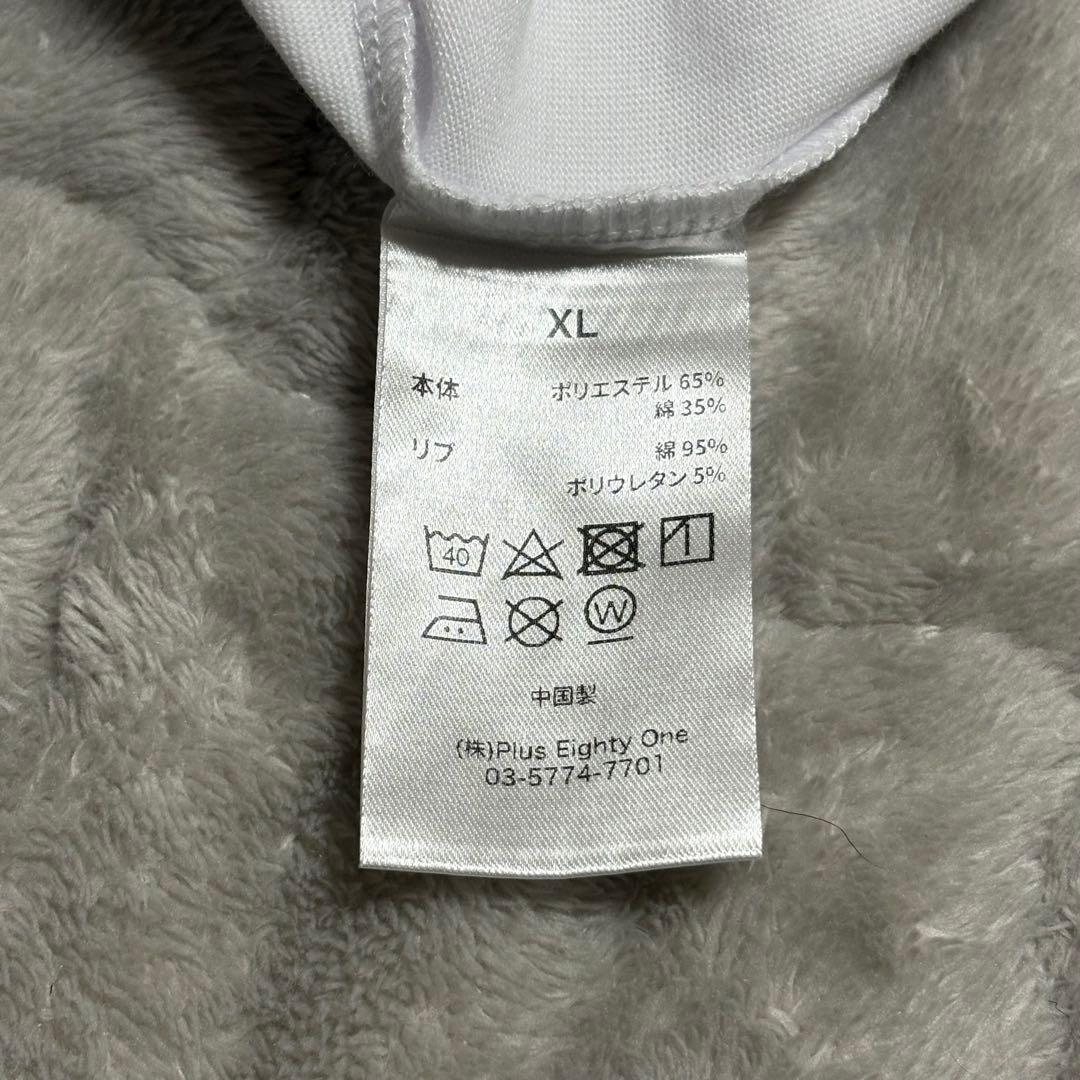 XL
本体 ポリエステル 65%
綿 35%
リブ 綿 95%
ポリウレタン 5%
40
W
中国製
(株)Plus Eighty One
03-5774-7701